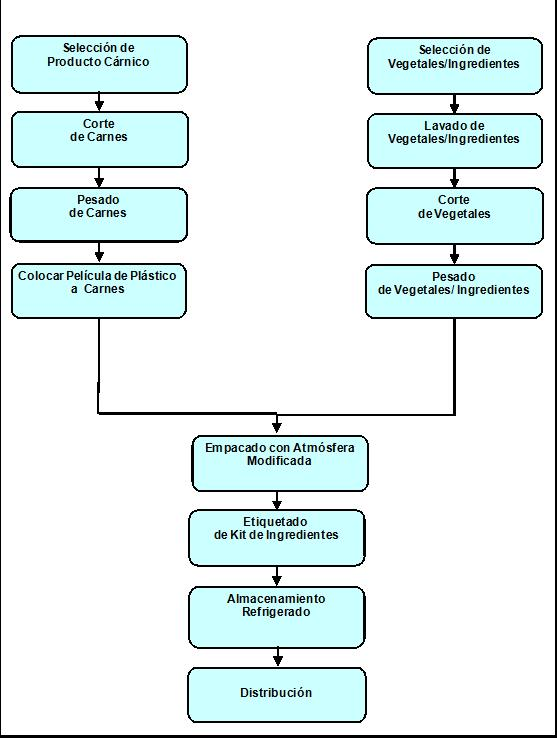 Selección de
Producto Cárnico
Corte
de Carnes
Pesado
de Carnes
Colocar Película de Plástico
a Carnes
Selección de
Vegetales/Ingredientes
Lavado de
Vegetales/Ingredientes
Corte
de Vegetales
Pesado
de Vegetales/ Ingredientes
Empacado con Atmósfera
Modificada
Etiquetado
de Kit de Ingredientes
Almacenamiento
Refrigerado
Distribución